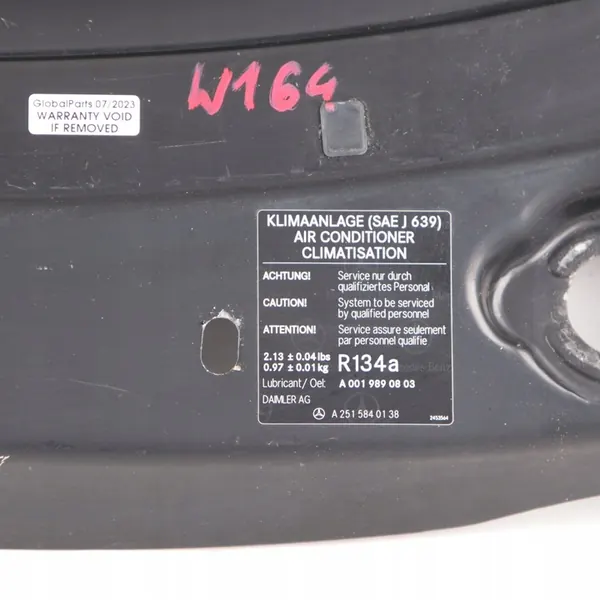 W164
GlobalParts 07/2023
WARRANTY VOID
IF REMOVED
KLIMAANLAGE (SAE J 639)
AIR CONDITIONER
CLIMATISATION
ACHTUNG! Service nur durch
qualifiziertes Personal
CAUTION! System to be serviced
by qualified personnel
ATTENTION! Service assure seulement
par personnel qualifie
2.13 ± 0.04 lbs
0.97 ± 0.01 kg R134a
Lubricant/ Oel: A 001 989 08 03
DAIMLER AG
A 251 584 01 38 2453564